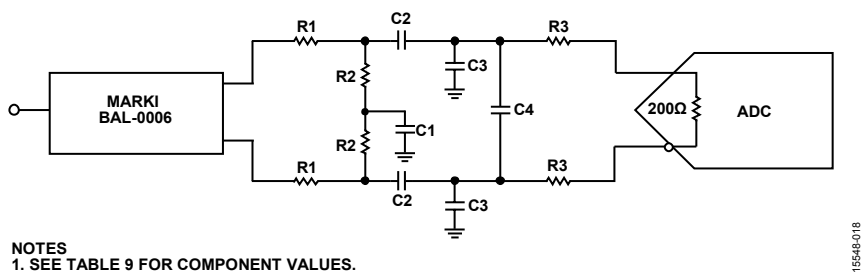 R1
C2
R3
R2
C3
MARKI
BAL-0006
C4
200Ω
ADC
C1
R2
R1
R3
C2
C3
NOTES
1. SEE TABLE 9 FOR COMPONENT VALUES.
15548-018